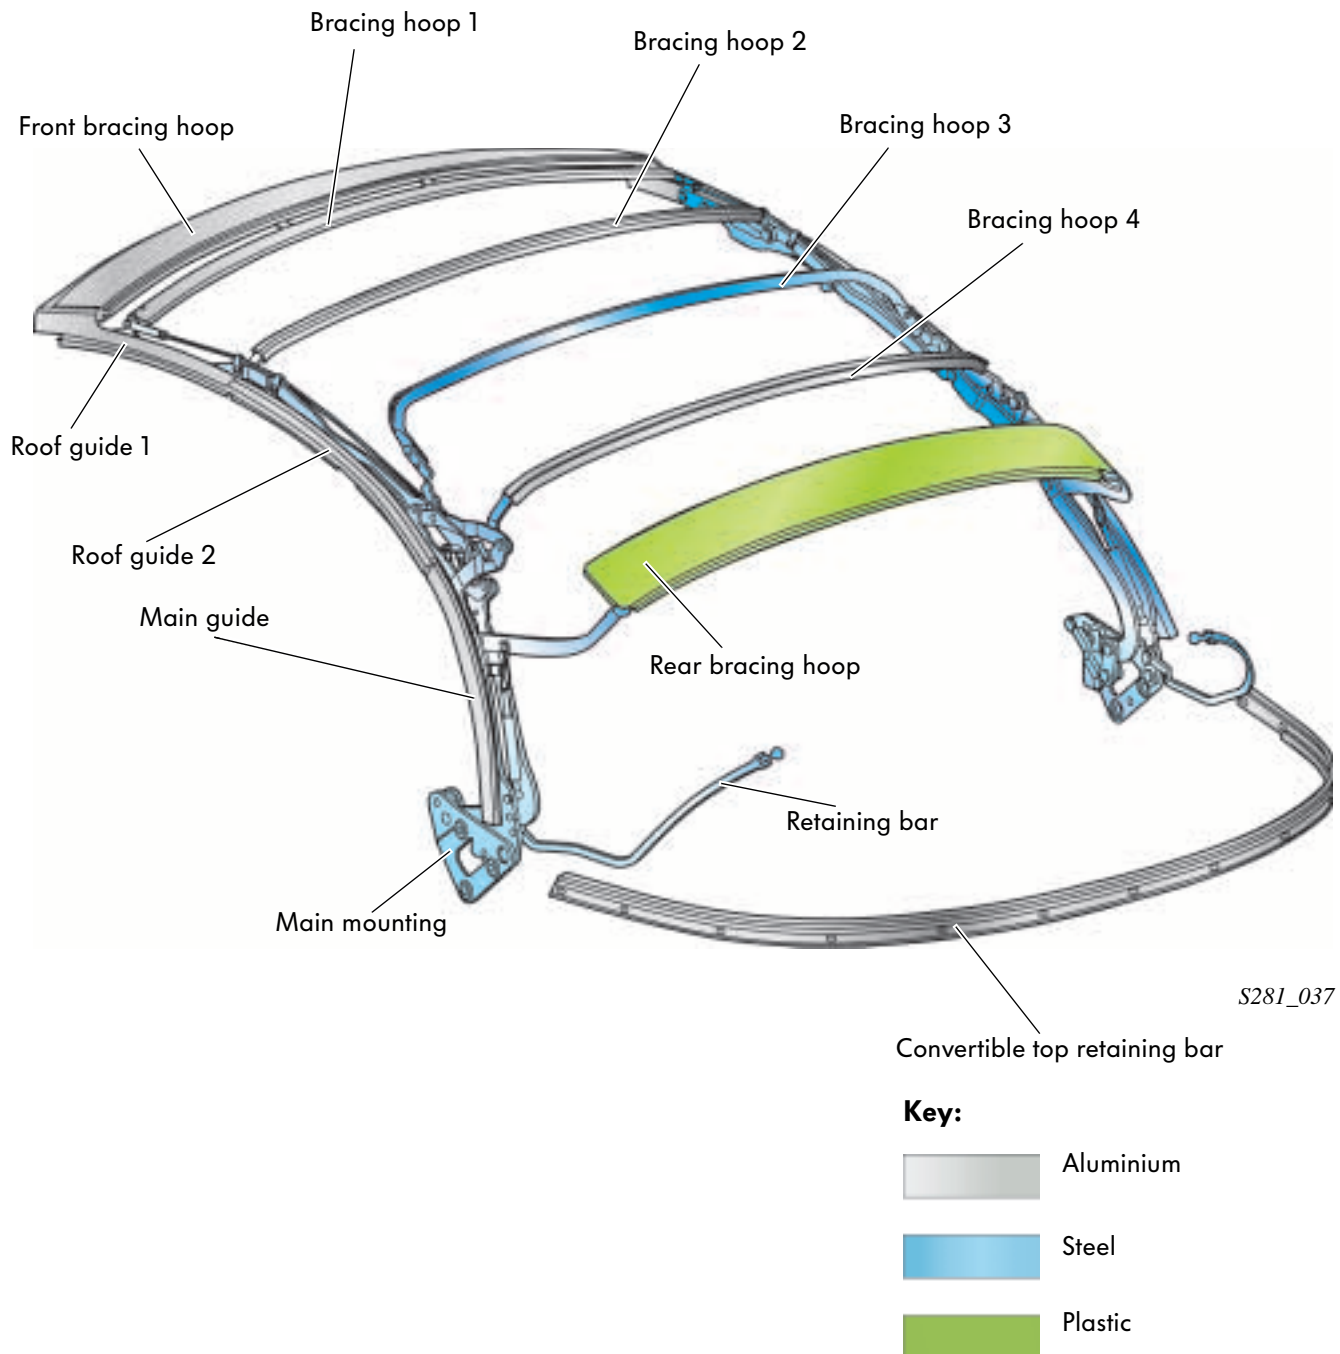 Bracing hoop 1
Bracing hoop 2
Front bracing hoop
Bracing hoop 3
Bracing hoop 4
Roof guide 1
Roof guide 2
Main guide
Rear bracing hoop
Retaining bar
Main mounting
S281_037
Convertible top retaining bar
Key:
Aluminium
Steel
Plastic